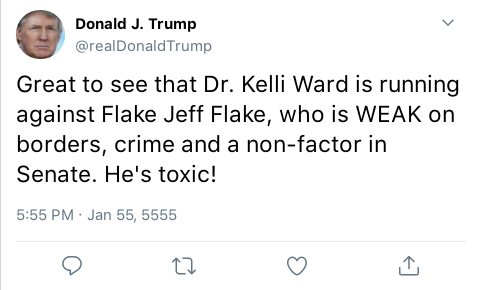 Donald J. Trump
@realDonaldTrump
Great to see that Dr. Kelli Ward is running
against Flake Jeff Flake, who is WEAK on
borders, crime and a non-factor in
Senate. He's toxic!
5:55 PM · Jan 55, 5555